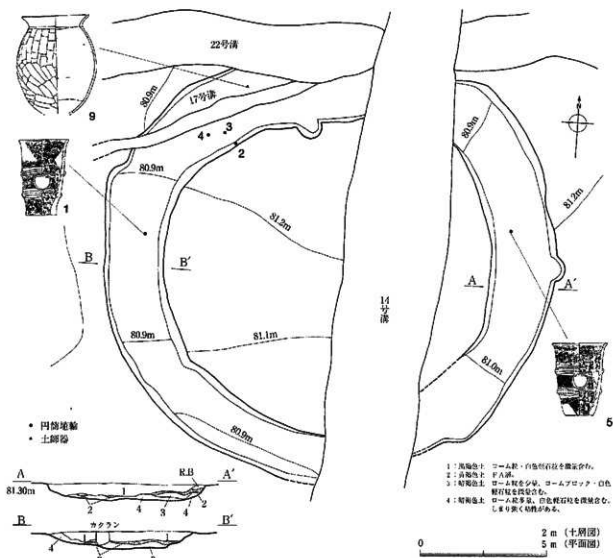 22号溝
80.9m
17号溝
9
4
3
2
N
80.9m
1
80.9m
81.2m
81.2m
B
B′
A
A′
14号溝
80.9m
81.1m
81.0m
80.9m
5
● 円筒埴輪
• 土師器
A
R.B
A′
81.30m
1
2
4
3
4
2
B
カクラン
B′
4
1:黒褐色土 ローム粒・白色軽石粒を微量含む。
2:黄褐色土 FA層。
3:暗褐色土 ローム粒を少量、ロームブロック・白色
軽石粒を微量含む。
4:暗褐色土 ローム粒多量、白色軽石粒を微量含む。
しまり強く粘性がある。
0
2m(土層図)
5m(平面図)